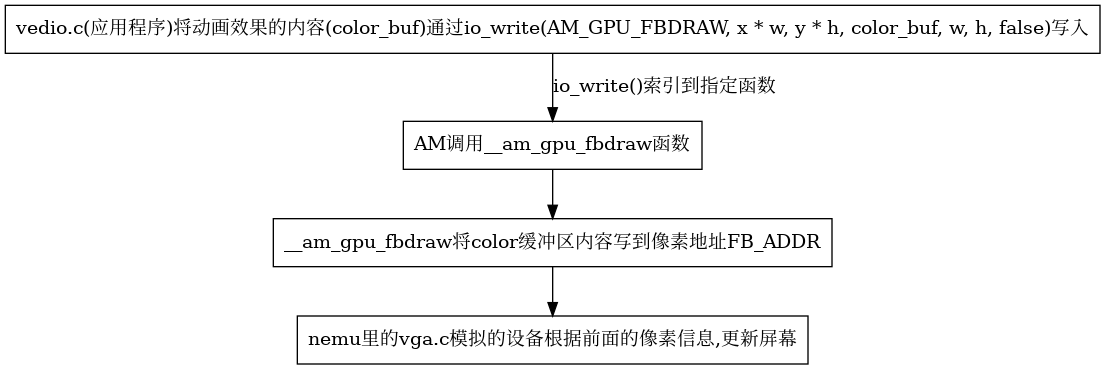 vedio.c(应用程序)将动画效果的内容(color_buf)通过io_write(AM_GPU_FBDRAW, x * w, y * h, color_buf, w, h, false)写入
io_write()索引到指定函数
AM调用__am_gpu_fbdraw函数
__am_gpu_fbdraw将color缓冲区内容写到像素地址FB_ADDR
nemu里的vga.c模拟的设备根据前面的像素信息,更新屏幕